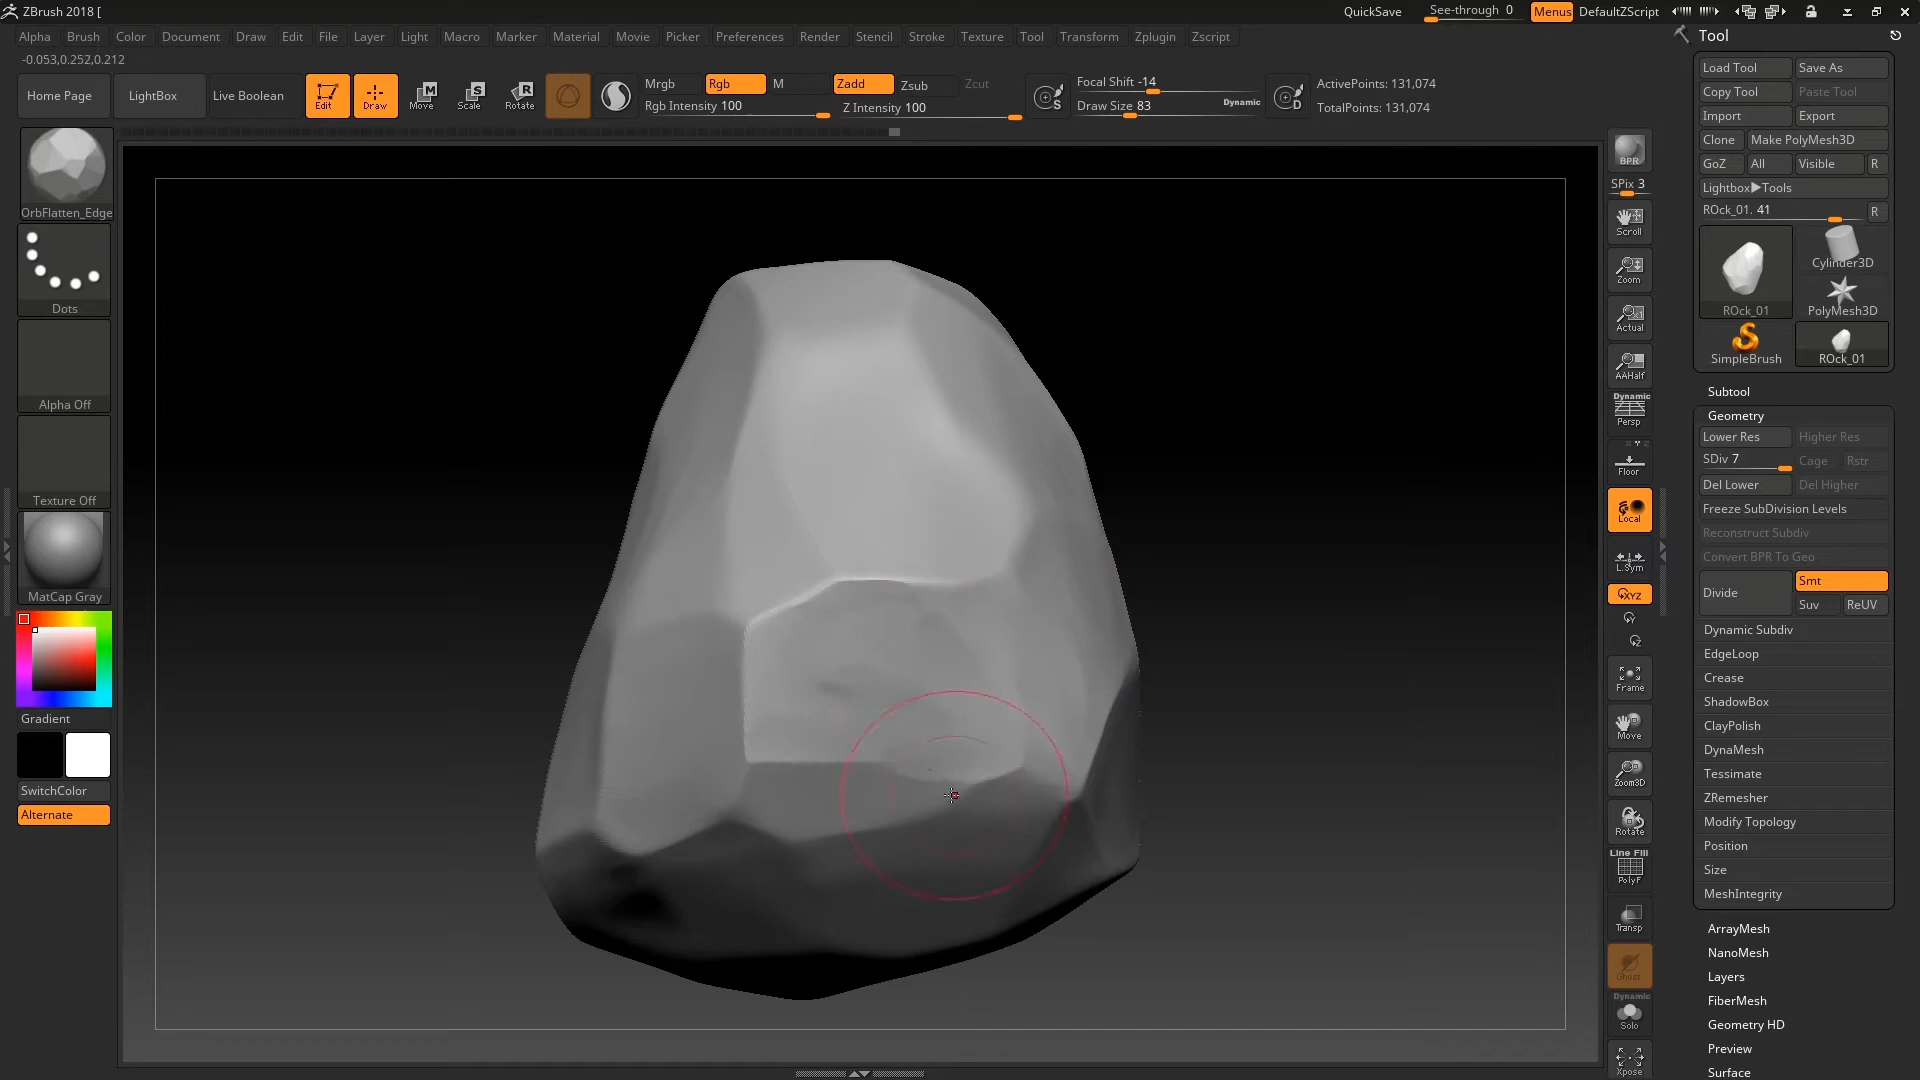 ZBrush 2018 [
QuickSave See-through 0 Menus DefaultZScript
Alpha Brush Color Document Draw Edit File Layer Light Macro Marker Material Movie Picker Preferences Render Stencil Stroke Texture Tool Transform Zplugin Zscript
-0.053,0.252,0.212
Home Page LightBox Live Boolean Edit Draw Move Scale Rotate
Mrgb Rgb M Zadd Zsub Zcut
Rgb Intensity 100 Z Intensity 100
S Focal Shift -14
Draw Size 83 Dynamic D
ActivePoints: 131,074
TotalPoints: 131,074
OrbFlatten_Edge
Dots
Alpha Off
Texture Off
MatCap Gray
Gradient
SwitchColor
Alternate
BPR
SPix 3
Scroll
Zoom
Actual
AAHalf
Dynamic
Persp
Floor
Local
L.Sym
XYZ
Y
Z
Frame
Move
Zoom3D
Rotate
Line Fill
PolyF
Transp
Ghost
Dynamic
Solo
Xpose
Tool
Load Tool Save As
Copy Tool Paste Tool
Import Export
Clone Make PolyMesh3D
GoZ All Visible R
Lightbox▶Tools
ROck_01. 41 R
ROck_01 Cylinder3D
PolyMesh3D
SimpleBrush ROck_01
Subtool
Geometry
Lower Res Higher Res
SDiv 7 Cage Rstr
Del Lower Del Higher
Freeze SubDivision Levels
Reconstruct Subdiv
Convert BPR To Geo
Divide Smt
Suv ReUV
Dynamic Subdiv
EdgeLoop
Crease
ShadowBox
ClayPolish
DynaMesh
Tessimate
ZRemesher
Modify Topology
Position
Size
MeshIntegrity
ArrayMesh
NanoMesh
Layers
FiberMesh
Geometry HD
Preview
Surface